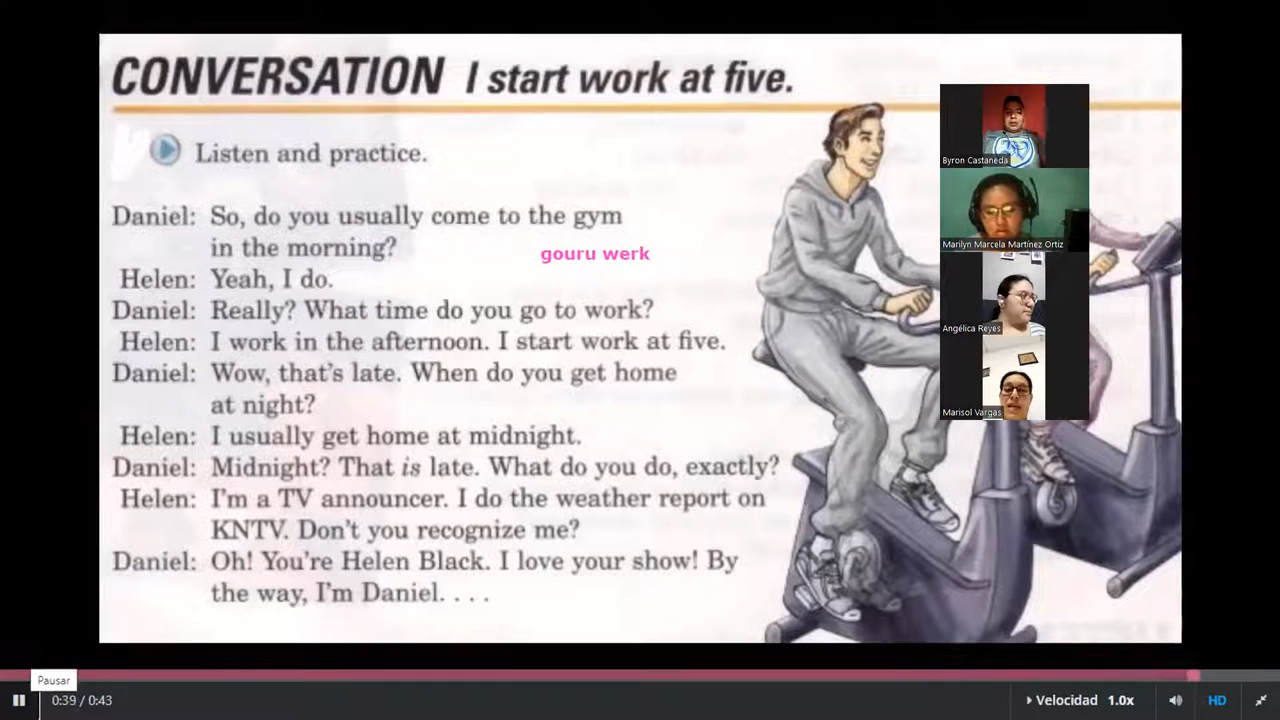 CONVERSATION I start work at five.
Listen and practice.
Daniel: So, do you usually come to the gym
in the morning?
gouru werk
Helen: Yeah, I do.
Daniel: Really? What time do you go to work?
Helen: I work in the afternoon. I start work at five.
Daniel: Wow, that's late. When do you get home
at night?
Helen: I usually get home at midnight.
Daniel: Midnight? That is late. What do you do, exactly?
Helen: I'm a TV announcer. I do the weather report on
KNTV. Don't you recognize me?
Daniel: Oh! You're Helen Black. I love your show! By
the way, I'm Daniel. . . .
Byron Castaneda
Marilyn Marcela Martínez Ortiz
Angélica Reyes
Marisol Vargas
Pausar
0:39 / 0:43
Velocidad 1.0x
HD